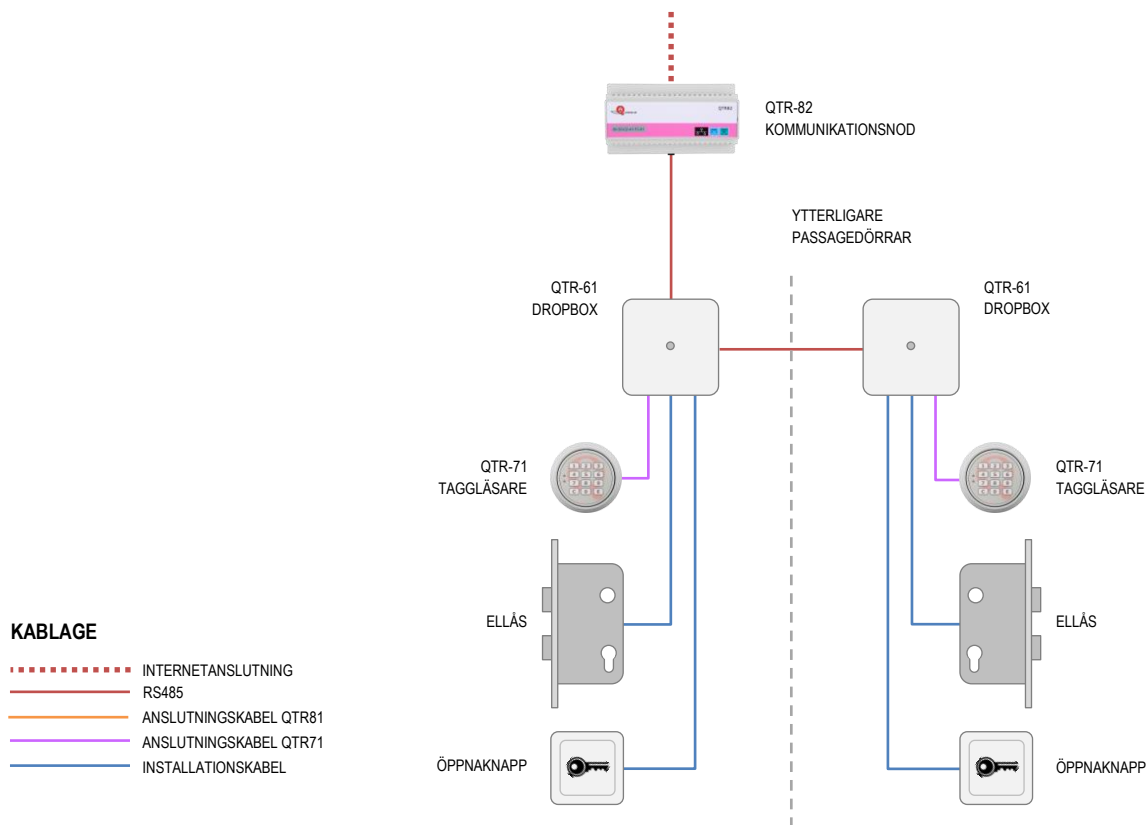 QTR-82
KOMMUNIKATIONSNOD
YTTERLIGARE
PASSAGEDÖRRAR
QTR-61
DROPBOX
QTR-61
DROPBOX
QTR-71
TAGGLÄSARE
QTR-71
TAGGLÄSARE
ELLÅS
ELLÅS
ÖPPNAKNAPP
ÖPPNAKNAPP
KABLAGE
INTERNETANSLUTNING
RS485
ANSLUTNINGSKABEL QTR81
ANSLUTNINGSKABEL QTR71
INSTALLATIONSKABEL